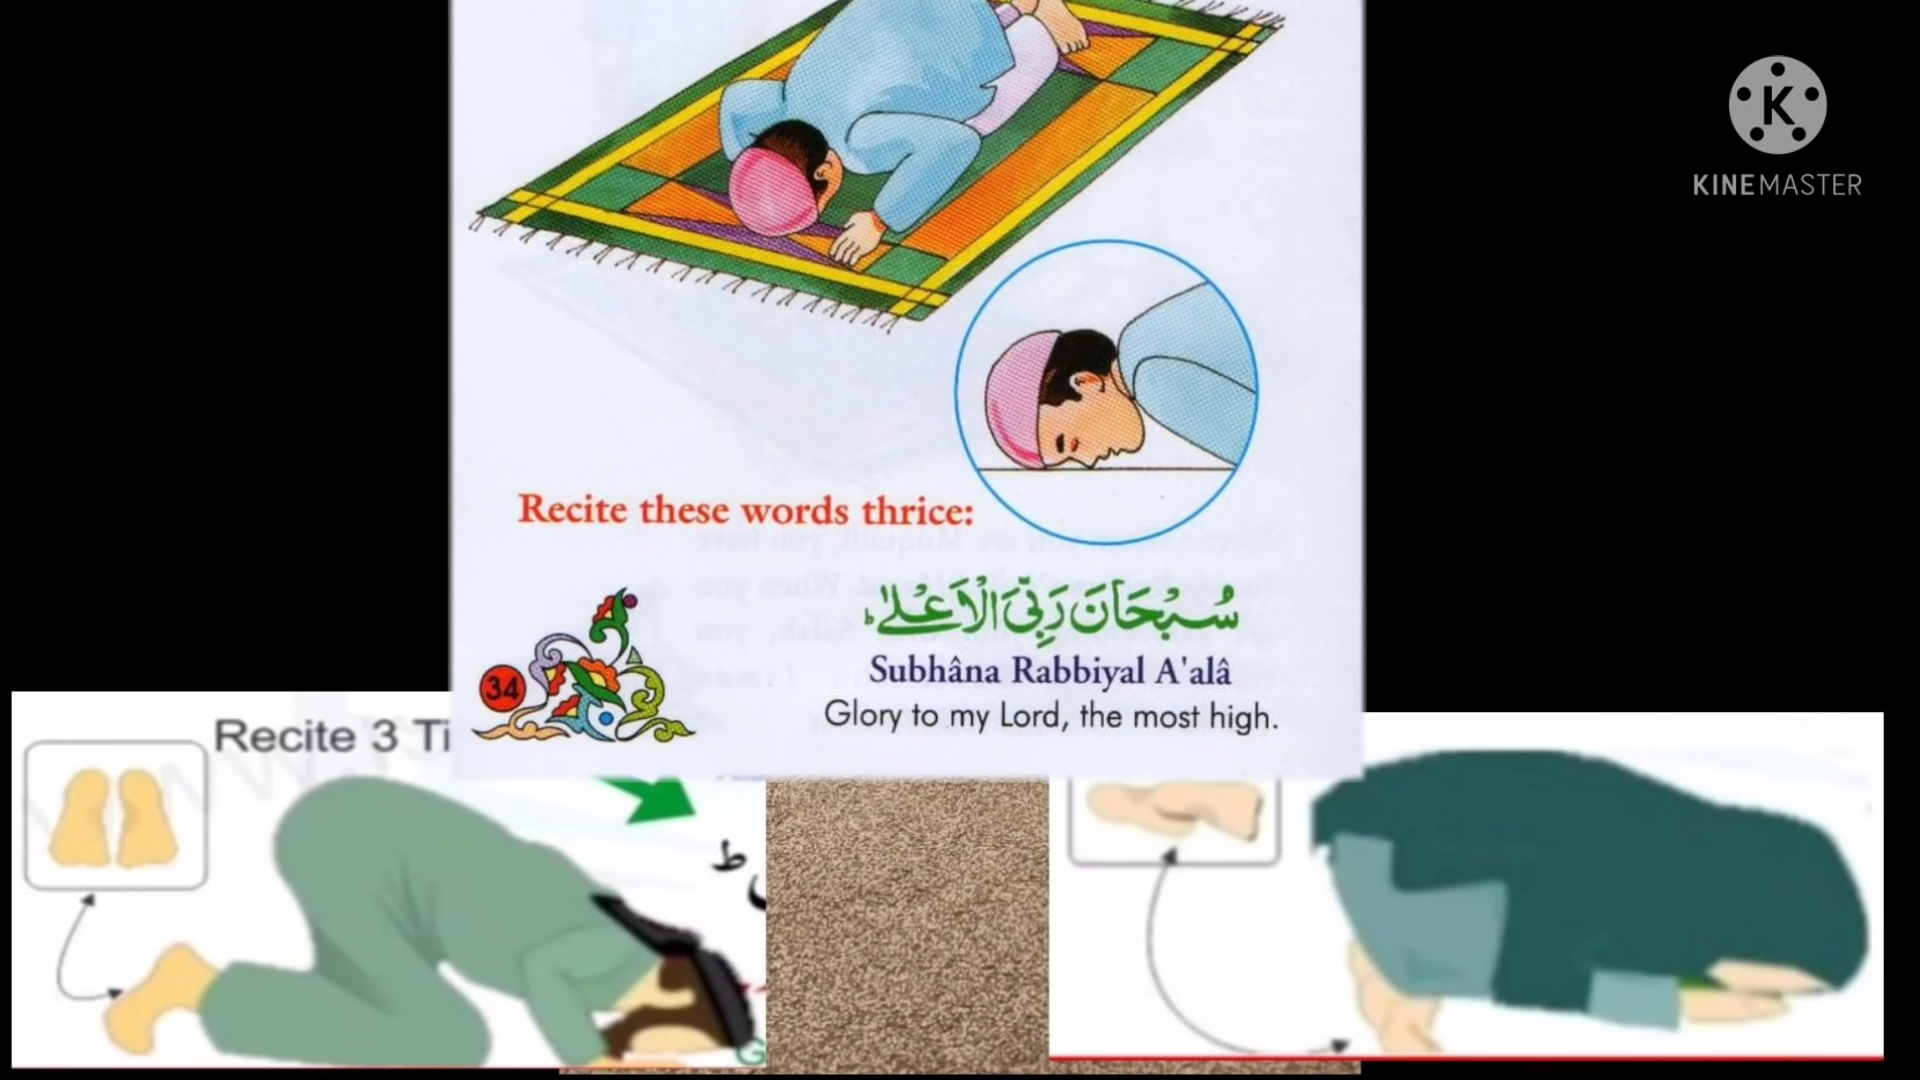 KINEMASTER
Recite these words thrice:
سُبْحَانَ رَبِّيَ الْاَعْلٰىؕ
Subhâna Rabbiyal A'alâ
Glory to my Lord, the most high.
34
Recite 3 Ti
ط
G